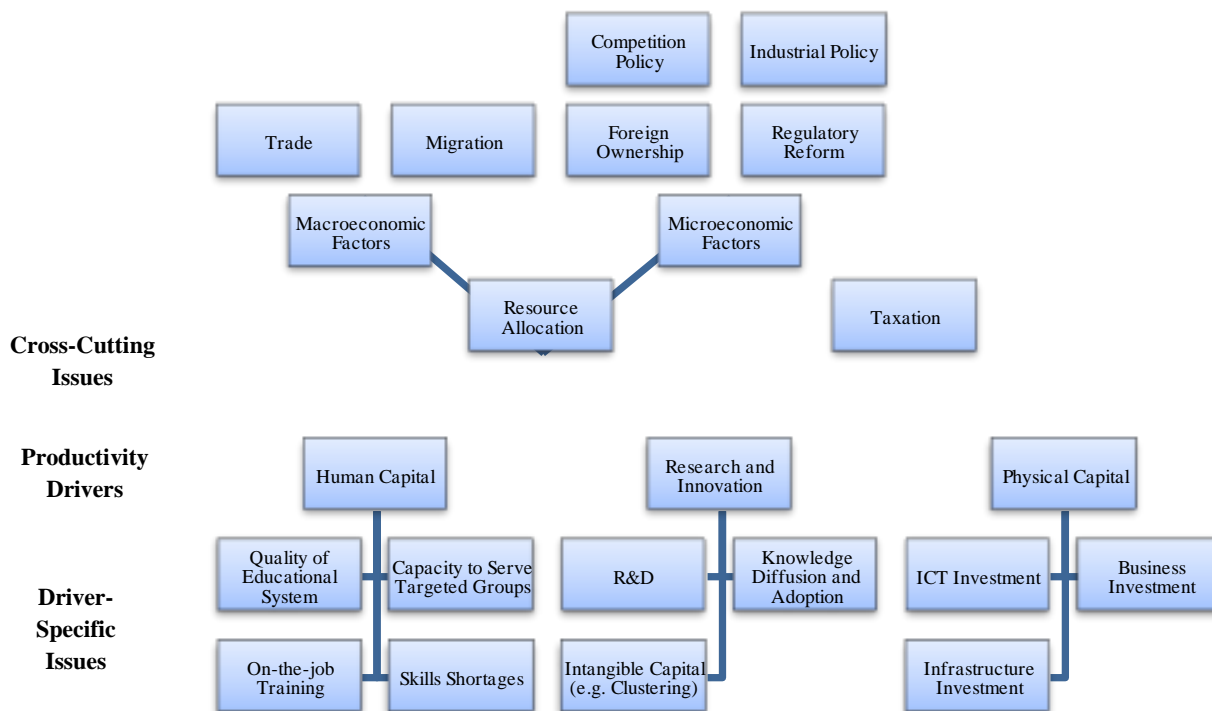 Competition
Policy
Industrial Policy
Trade
Migration
Foreign
Ownership
Regulatory
Reform
Macroeconomic
Factors
Microeconomic
Factors
Resource
Allocation
Taxation
Cross-Cutting
Issues
Productivity
Drivers
Human Capital
Research and
Innovation
Physical Capital
Driver-
Specific
Issues
Quality of
Educational
System
Capacity to Serve
Targeted Groups
R&D
Knowledge
Diffusion and
Adoption
ICT Investment
Business
Investment
On-the-job
Training
Skills Shortages
Intangible Capital
(e.g. Clustering)
Infrastructure
Investment